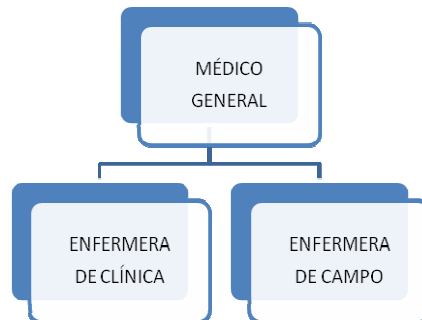 MÉDICO
GENERAL
ENFERMERA
DE CLÍNICA
ENFERMERA
DE CAMPO